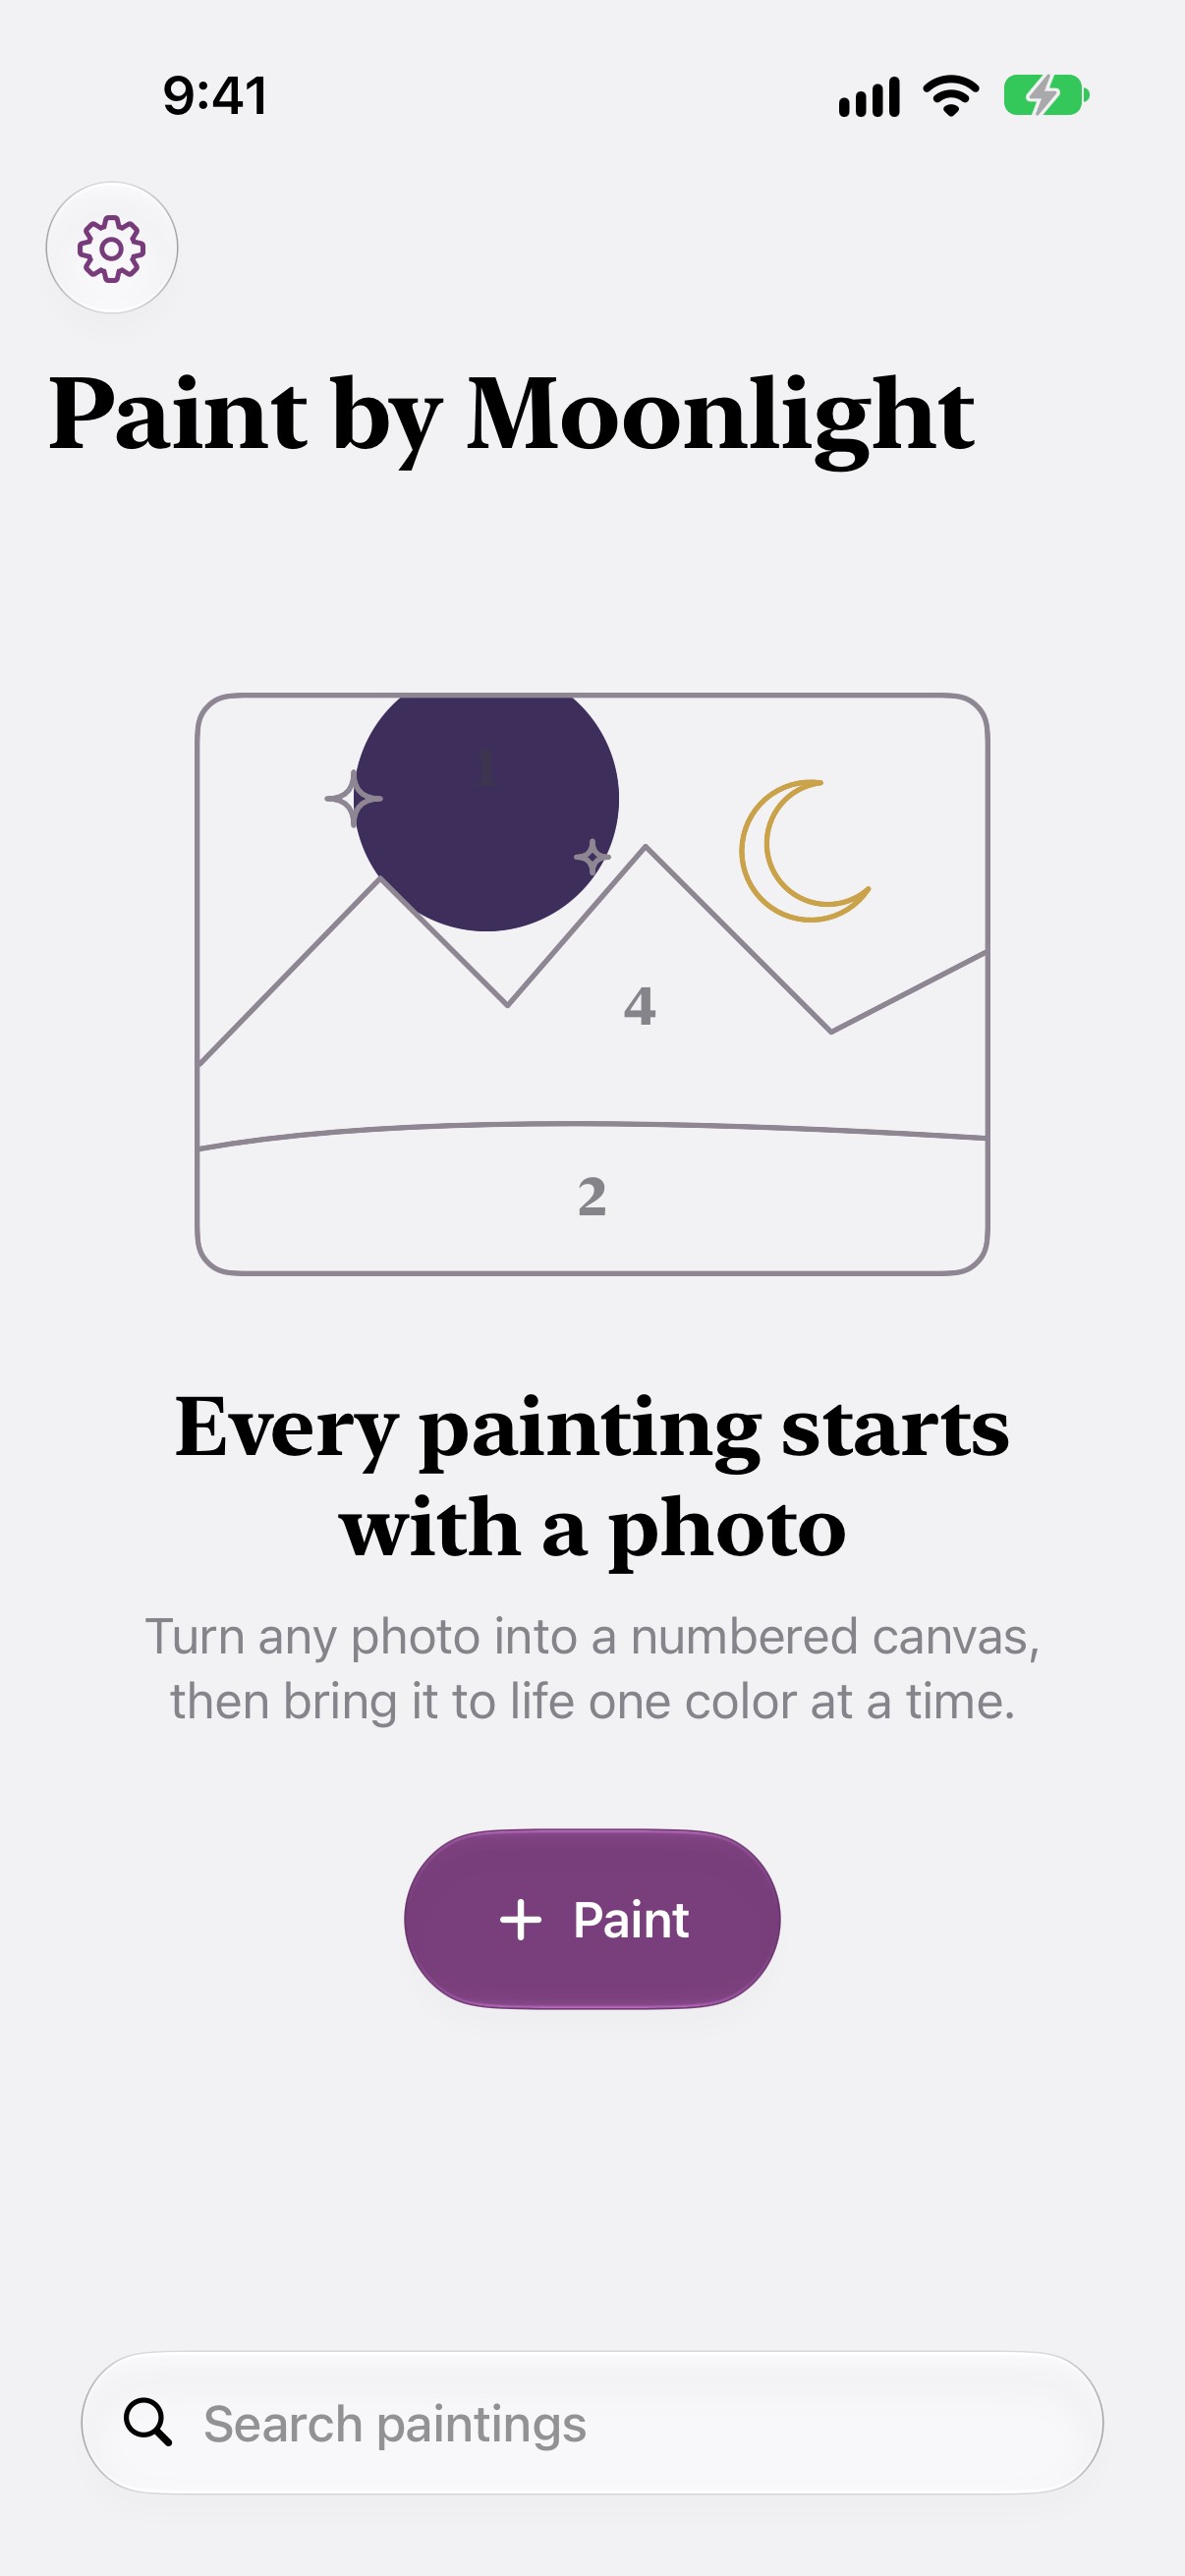 9:41
Paint by Moonlight
1
4
2
Every painting starts
with a photo
Turn any photo into a numbered canvas,
then bring it to life one color at a time.
+ Paint
Search paintings